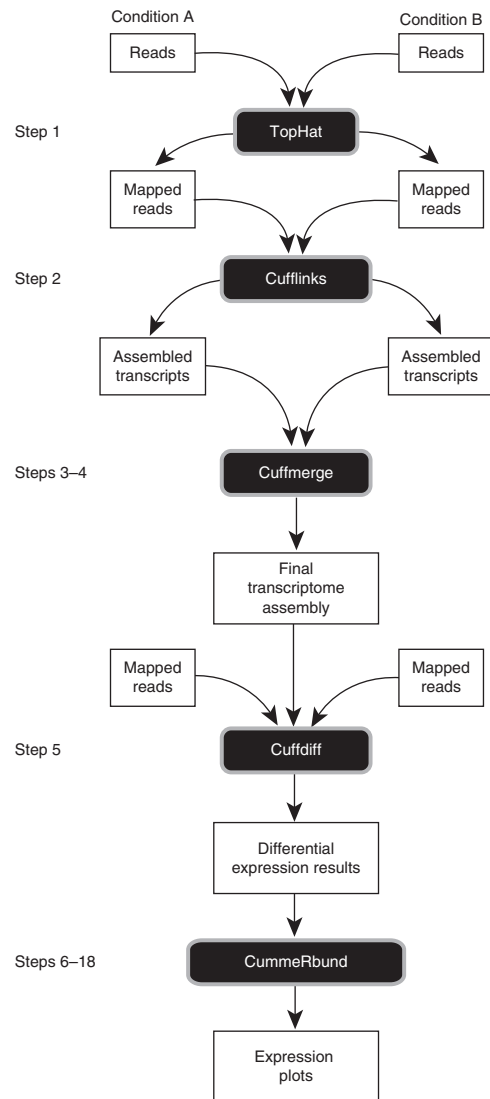 Condition A
Condition B
Reads
Reads
Step 1
TopHat
Mapped
reads
Mapped
reads
Step 2
Cufflinks
Assembled
transcripts
Assembled
transcripts
Steps 3–4
Cuffmerge
Final
transcriptome
assembly
Mapped
reads
Mapped
reads
Step 5
Cuffdiff
Differential
expression results
Steps 6–18
CummeRbund
Expression
plots